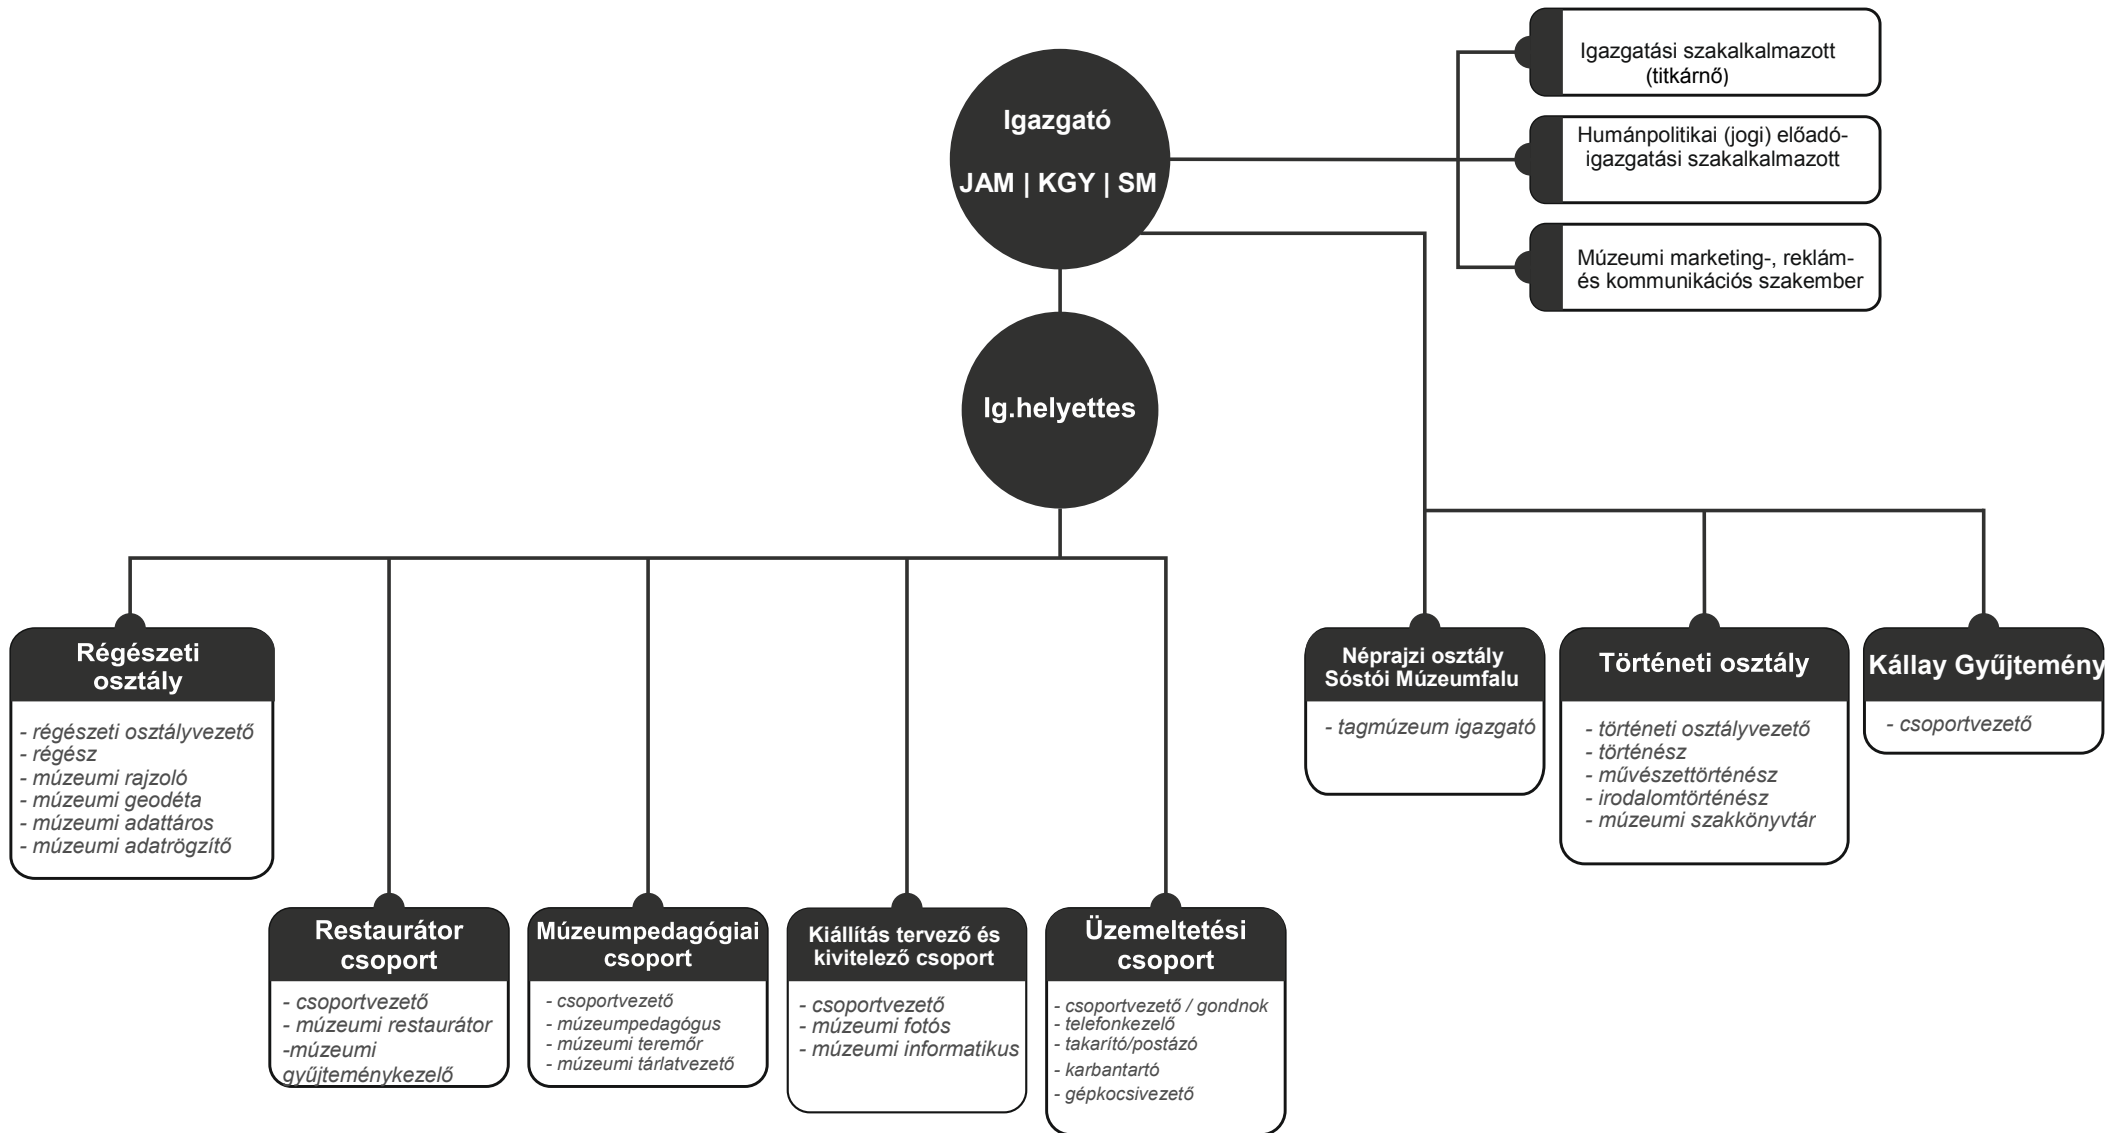 Igazgató
JAM | KGY | SM
Igazgatási szakalkalmazott
(titkárnő)
Humánpolitikai (jogi) előadó-
igazgatási szakalkalmazott
Múzeumi marketing-, reklám-
és kommunikációs szakember
Ig.helyettes
Régészeti
osztály
- régészeti osztályvezető
- régész
- múzeumi rajzoló
- múzeumi geodéta
- múzeumi adattáros
- múzeumi adatrögzítő
Néprajzi osztály
Sóstói Múzeumfalu
- tagmúzeum igazgató
Történeti osztály
- történeti osztályvezető
- történész
- művészettörténész
- irodalomtörténész
- múzeumi szakkönyvtár
Kállay Gyűjtemény
- csoportvezető
Restaurátor
csoport
- csoportvezető
- múzeumi restaurátor
-múzeumi
gyűjteménykezelő
Múzeumpedagógiai
csoport
- csoportvezető
- múzeumpedagógus
- múzeumi teremőr
- múzeumi tárlatvezető
Kiállítás tervező és
kivitelező csoport
- csoportvezető
- múzeumi fotós
- múzeumi informatikus
Üzemeltetési
csoport
- csoportvezető / gondnok
- telefonkezelő
- takarító/postázó
- karbantartó
- gépkocsivezető